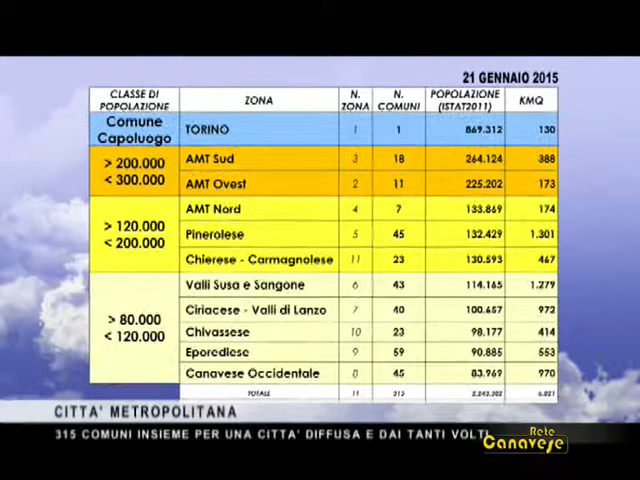 21 GENNAIO 2015
CLASSE DI POPOLAZIONE ZONA N. ZONA N. COMUNI POPOLAZIONE (ISTAT2011) KMQ
Comune Capoluogo TORINO 1 1 869.312 130
> 200.000 < 300.000 AMT Sud 3 18 264.124 388
AMT Ovest 2 11 225.202 173
> 120.000 < 200.000 AMT Nord 4 7 133.869 174
Pinerolese 5 45 132.429 1.301
Chierese - Carmagnolese 11 23 130.593 467
> 80.000 < 120.000 Valli Susa e Sangone 6 43 114.165 1.279
Ciriacese - Valli di Lanzo 7 40 100.657 972
Chivassese 10 23 98.177 414
Eporediese 9 59 90.885 553
Canavese Occidentale 8 45 83.969 970
TOTALE 11 315 2.243.382 6.821
CITTA' METROPOLITANA
315 COMUNI INSIEME PER UNA CITTA' DIFFUSA E DAI TANTI VOLTI
Rete
Canavese